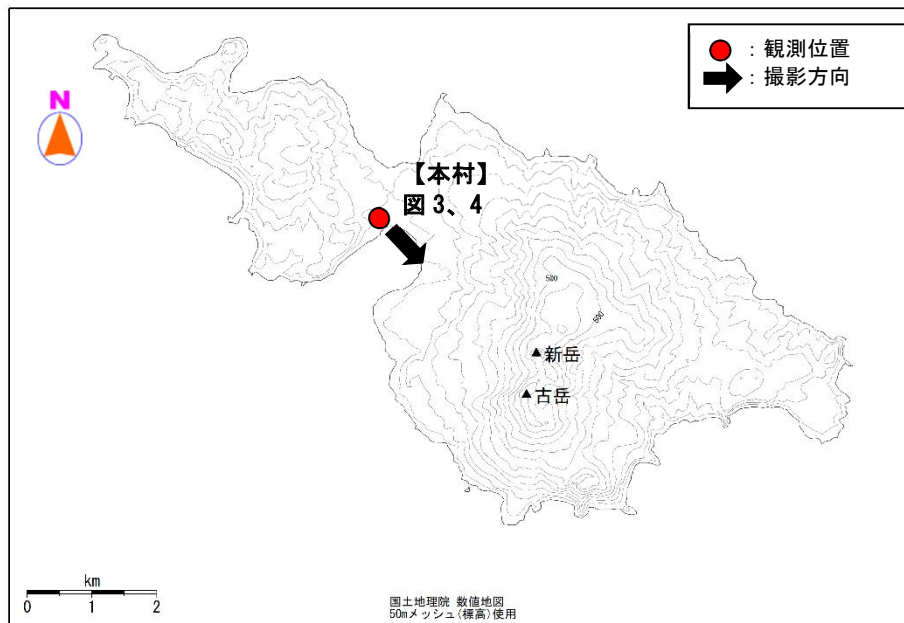 ：観測位置
：撮影方向
N
【本村】
図 3、4
500
600
▲新岳
▲古岳
km
0 1 2
国土地理院 数値地図
50mメッシュ(標高)使用